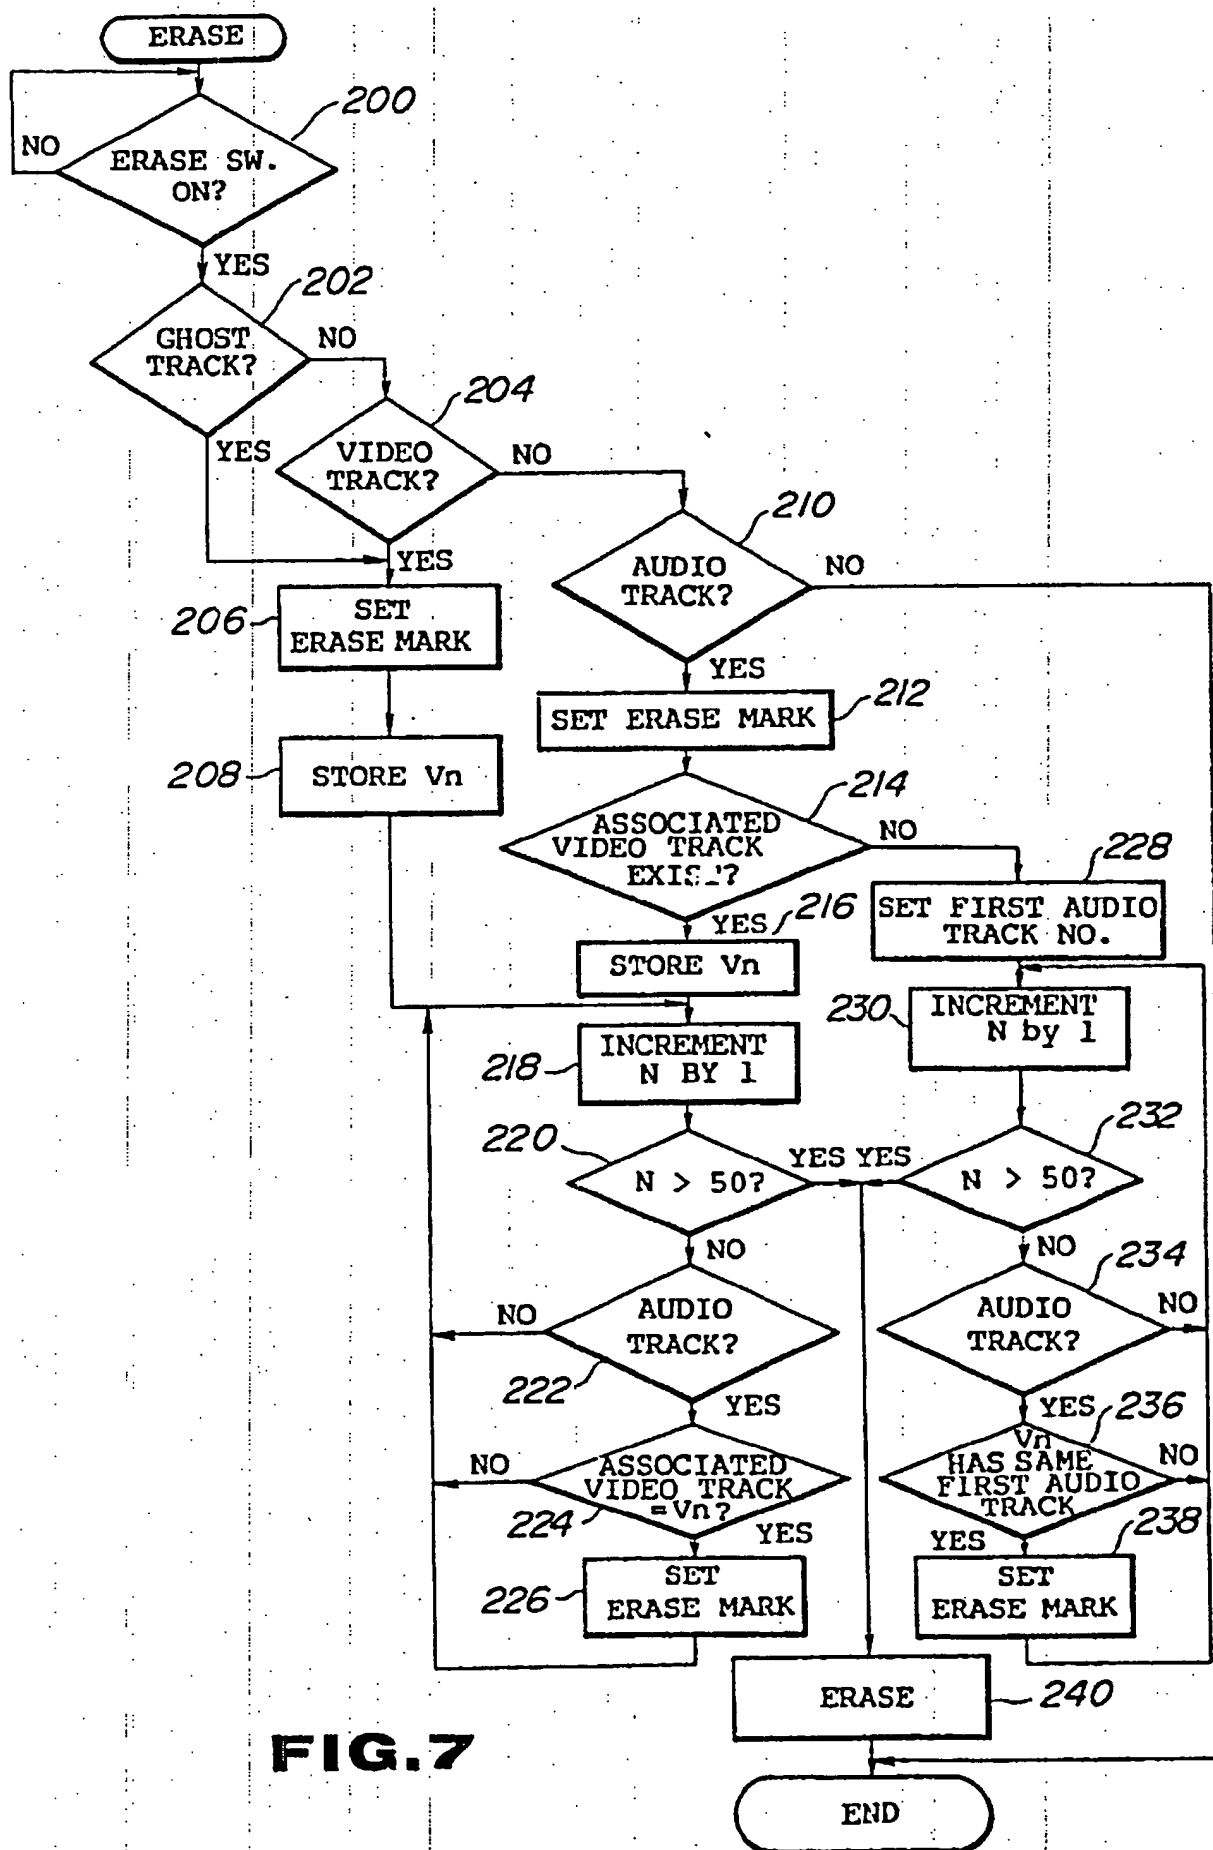 ERASE
200
NO
ERASE SW.
ON?
YES
202
GHOST
TRACK?
NO
204
YES
VIDEO
TRACK?
NO
210
YES
AUDIO
TRACK?
NO
206
SET
ERASE MARK
YES
212
SET ERASE MARK
208
STORE Vn
214
ASSOCIATED
VIDEO TRACK
NO
228
YES
216
SET FIRST AUDIO
TRACK NO.
STORE Vn
230
INCREMENT
N by 1
218
INCREMENT
N BY 1
220
232
N > 50?
YES
YES
N > 50?
NO
NO
234
NO
AUDIO
TRACK?
AUDIO
TRACK?
NO
222
YES
YES
236
NO
ASSOCIATED
VIDEO TRACK
=Vn?
Vn
HAS SAME
FIRST AUDIO
TRACK
NO
224
YES
YES
238
226
SET
ERASE MARK
SET
ERASE MARK
ERASE
240
FIG.7
END